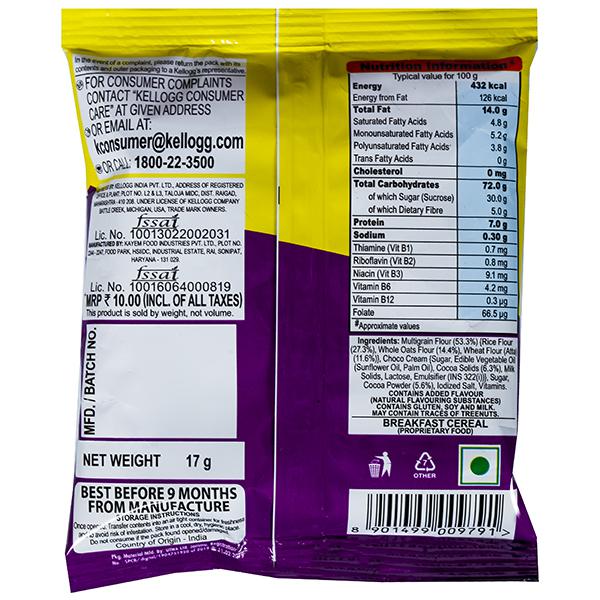 In the event of a complaint, please return the pack with its
contents and outer packaging to a Kellogg's representative.
FOR CONSUMER COMPLAINTS
CONTACT "KELLOGG CONSUMER
CARE" AT GIVEN ADDRESS
OR EMAIL AT:
kconsumer@kellogg.com
OR CALL: 1800-22-3500
BY: KELLOGG INDIA PVT. LTD., ADDRESS OF REGISTERED
OFFICE & PLANT: PLOT NO. L2 & L3, TALOJA MIDC, DIST. RAIGAD,
MAHARASHTRA - 410 208. UNDER LICENSE OF KELLOGG COMPANY
BATTLE CREEK, MICHIGAN, USA, TRADE MARK OWNERS.
fssai
Lic. No. 10013022002031
MANUFACTURED BY: KAYEM FOOD INDUSTRIES PVT. LTD., PLOT NO.
FOOD PARK, HSIIDC, INDUSTRIAL ESTATE, RAI, SONIPAT,
HARYANA - 131 029.
fssai
Lic. No. 10016064000819
MRP ₹ 10.00 (INCL. OF ALL TAXES)
This product is sold by weight, not volume.
MFD. / BATCH NO.
NET WEIGHT 17 g
BEST BEFORE 9 MONTHS
FROM MANUFACTURE
STORAGE INSTRUCTIONS
Once opened: Transfer contents into an air tight container for freshness
and to avoid risk of infestation. Store in a cool, dry, hygienic place.
Do not consume if the pack found opened/damaged.
Country of Origin - India
Pkg. Material Mfd. By: Uflex Ltd.
Nutrition Information#
Typical value for 100 g
Energy 432 kcal
Energy from Fat 126 kcal
Total Fat 14.0 g
Saturated Fatty Acids 4.8 g
Monounsaturated Fatty Acids 5.2 g
Polyunsaturated Fatty Acids 3.8 g
Trans Fatty Acids 0 g
Cholesterol 0 mg
Total Carbohydrates 72.0 g
of which Sugar (Sucrose) 30.0 g
of which Dietary Fibre 5.0 g
Protein 7.0 g
Sodium 0.30 g
Thiamine (Vit B1) 0.7 mg
Riboflavin (Vit B2) 0.8 mg
Niacin (Vit B3) 9.1 mg
Vitamin B6 4.2 mg
Vitamin B12 0.3 µg
Folate 66.5 µg
#Approximate values
Ingredients: Multigrain Flour (53.3%) {Rice Flour
(27.3%), Whole Oats Flour (14.4%), Wheat Flour (Atta)
(11.6%)}, Choco Cream {Sugar, Edible Vegetable Oil
(Sunflower Oil, Palm Oil), Cocoa Solids (6.3%), Milk
Solids, Lactose, Emulsifier (INS 322(i))}, Sugar,
Cocoa Powder (5.6%), Iodized Salt, Vitamins.
CONTAINS ADDED FLAVOUR
(NATURAL FLAVOURING SUBSTANCES)
CONTAINS GLUTEN, SOY AND MILK.
MAY CONTAIN TRACES OF TREENUTS.
BREAKFAST CEREAL
(PROPRIETARY FOOD)
7
OTHER
8 901499 009791 >